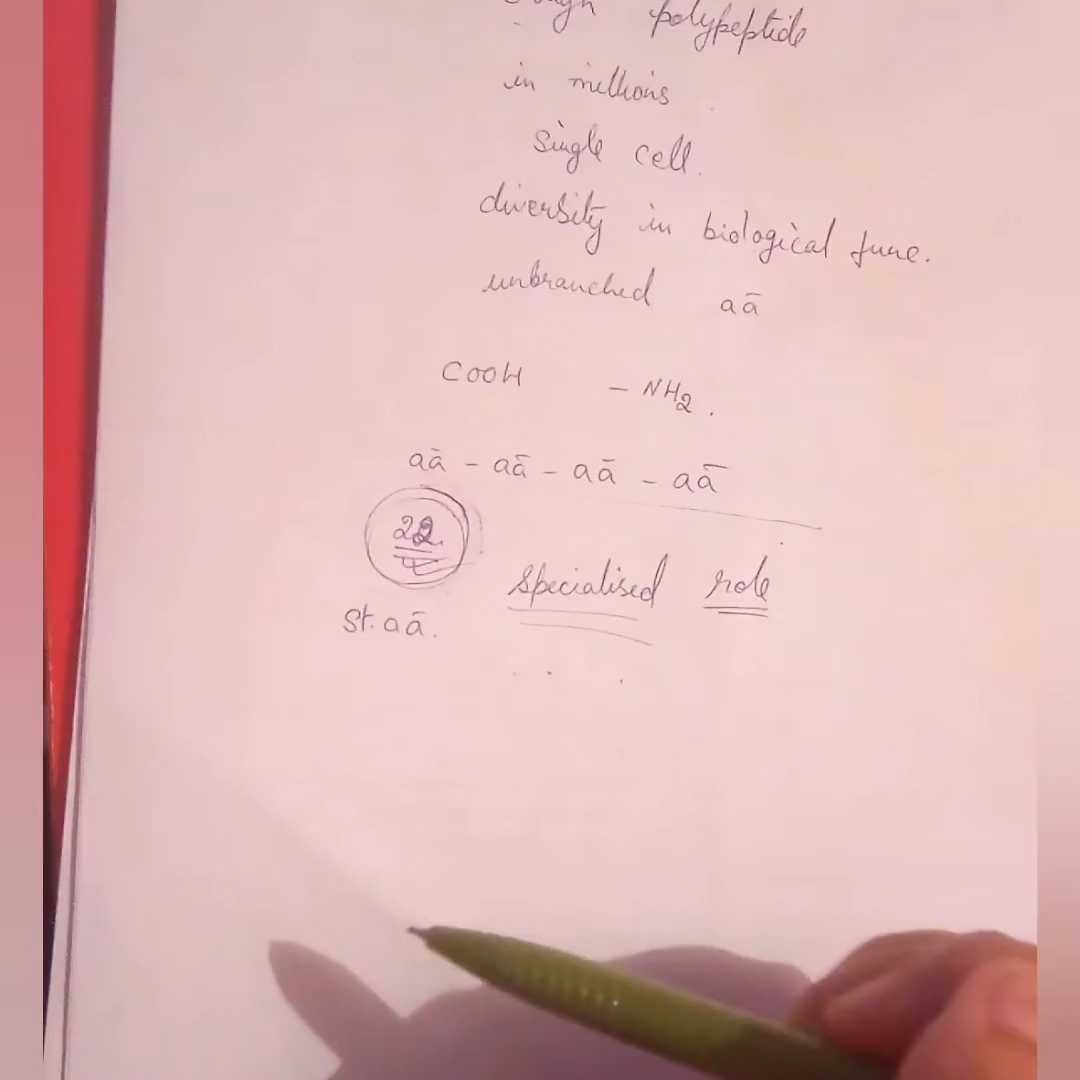 polypeptide
in millions
single cell.
diversity in biological func.
unbranched aā
COOH - NH2.
aā - aā - aā - aā
22.
specialised role
St. aā.